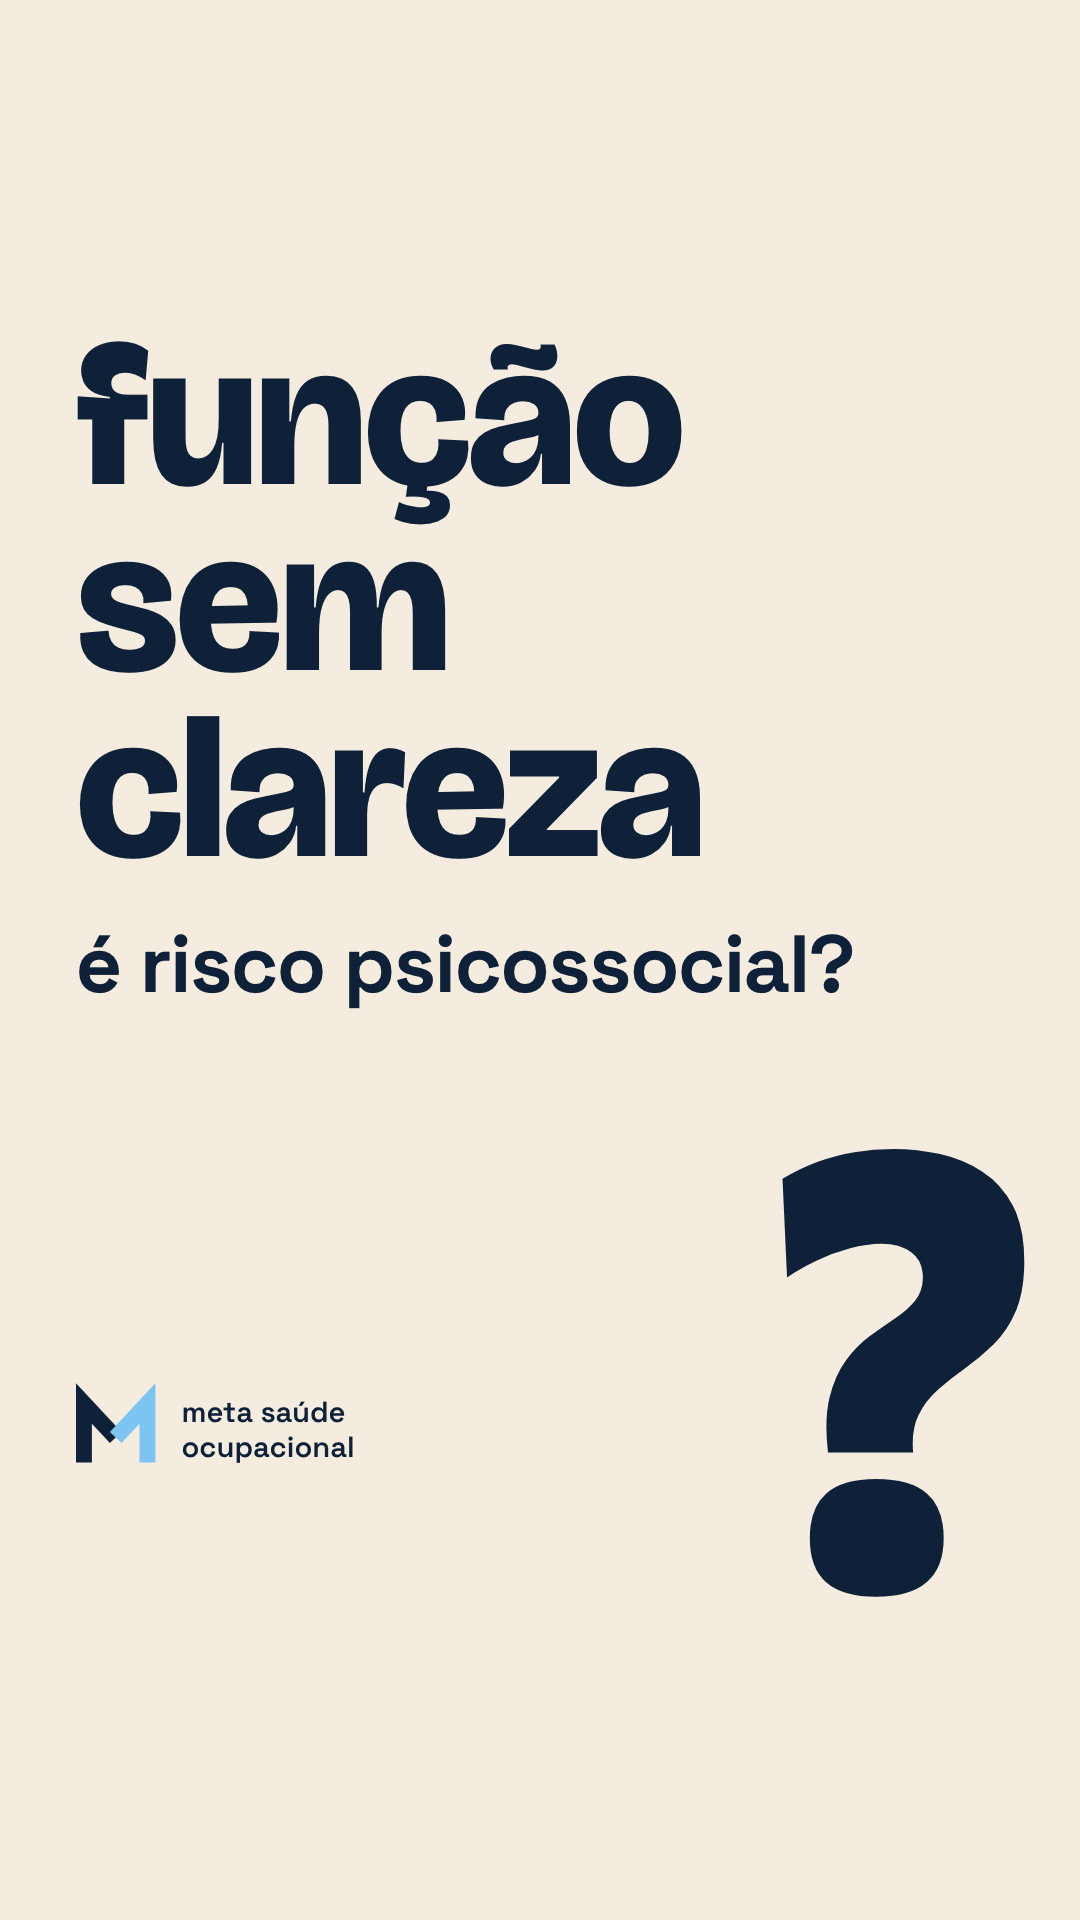 função
sem
clareza
é risco psicossocial?
?
meta saúde
ocupacional